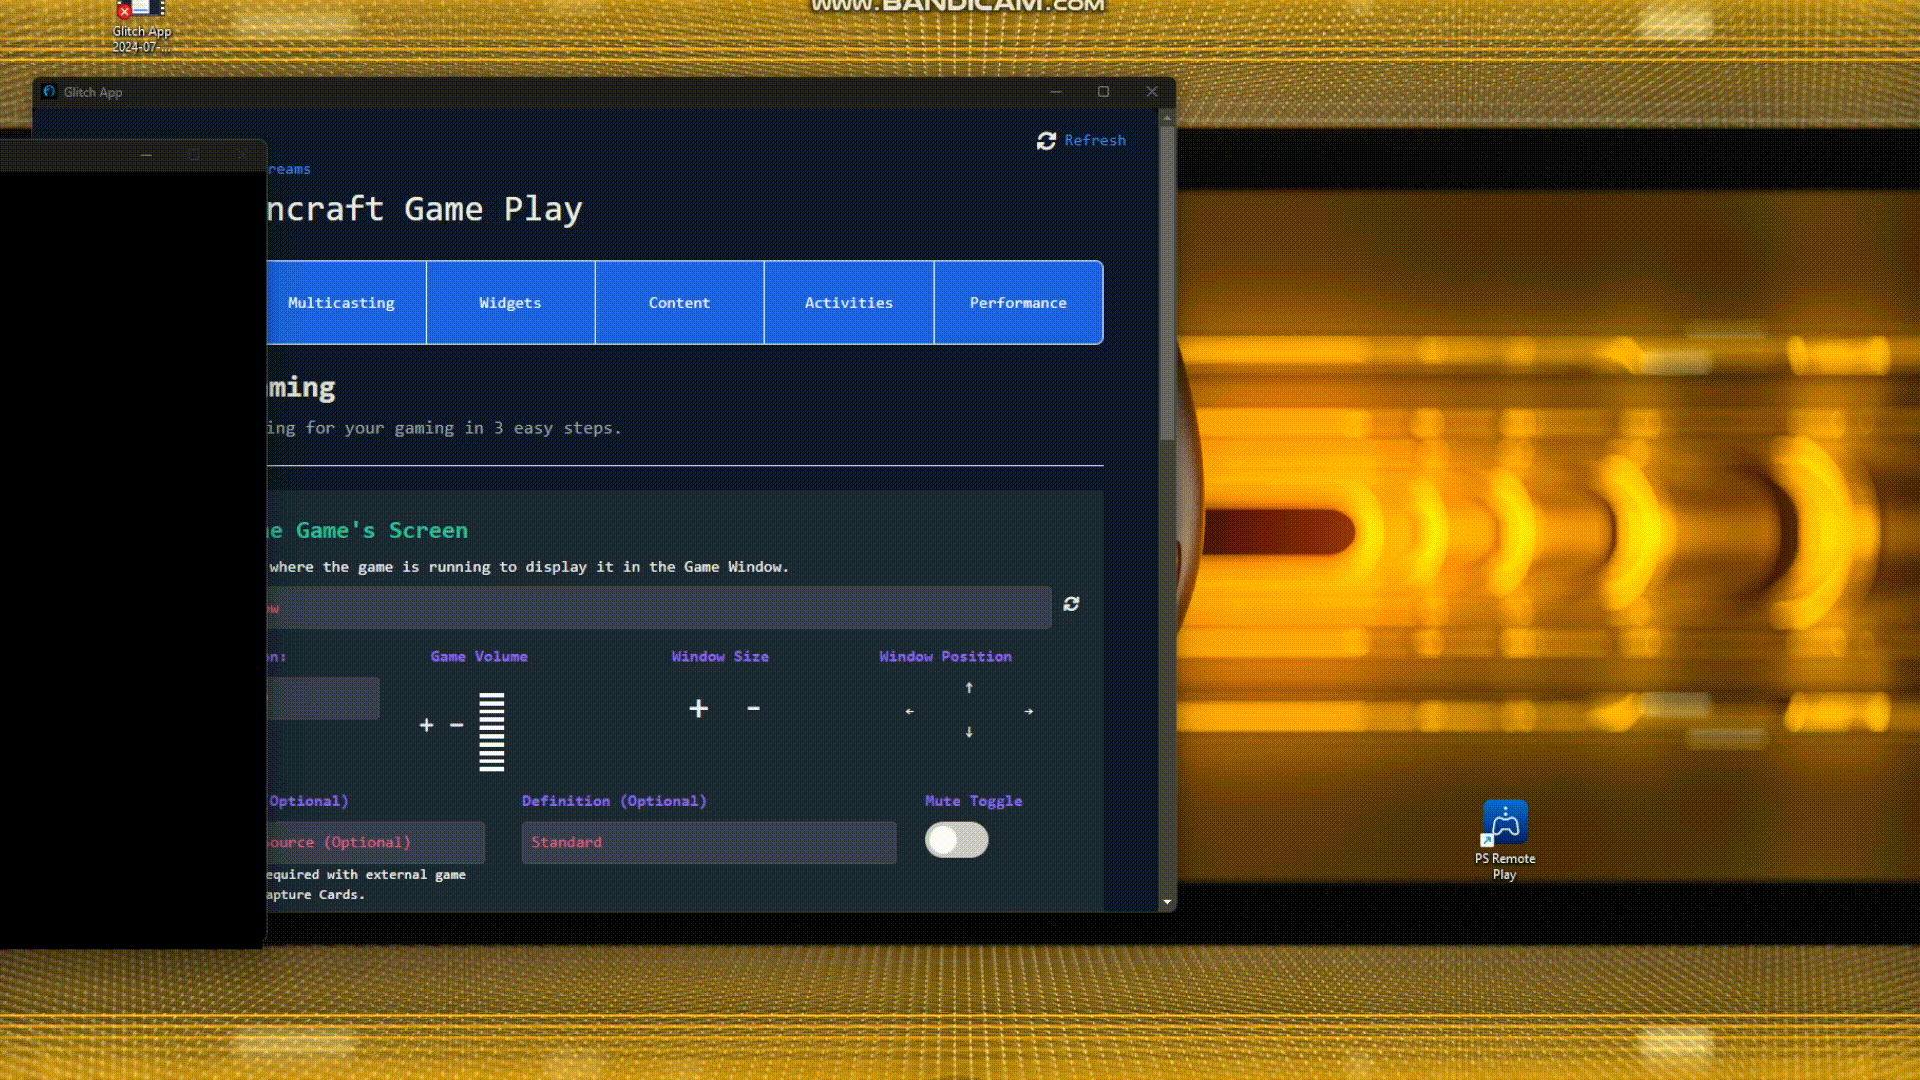 www.BANDICAM.com
Glitch App
2024-07-...
Glitch App
Refresh
reams
ncraft Game Play
Multicasting
Widgets
Content
Activities
Performance
ming
ing for your gaming in 3 easy steps.
e Game's Screen
where the game is running to display it in the Game Window.
ow
on:
Game Volume
Window Size
Window Position
+ -
+ -
↑
← →
↓
Optional)
Definition (Optional)
Mute Toggle
ource (Optional)
Standard
equired with external game
apture Cards.
PS Remote
Play